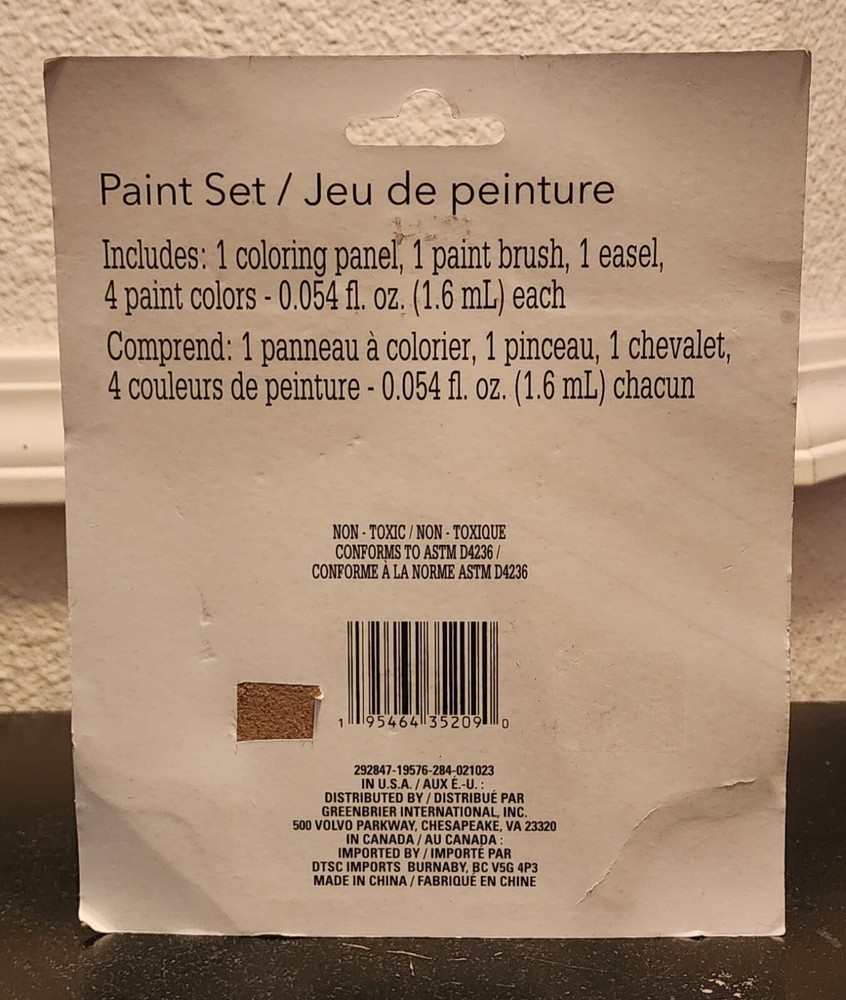 Paint Set / Jeu de peinture
Includes: 1 coloring panel, 1 paint brush, 1 easel,
4 paint colors - 0.054 fl. oz. (1.6 mL) each
Comprend: 1 panneau à colorier, 1 pinceau, 1 chevalet,
4 couleurs de peinture - 0.054 fl. oz. (1.6 mL) chacun
NON - TOXIC / NON - TOXIQUE
CONFORMS TO ASTM D4236 /
CONFORME À LA NORME ASTM D4236
1 95464 35209 0
292847-19576-284-021023
IN U.S.A. / AUX É.-U. :
DISTRIBUTED BY / DISTRIBUÉ PAR
GREENBRIER INTERNATIONAL, INC.
500 VOLVO PARKWAY, CHESAPEAKE, VA 23320
IN CANADA / AU CANADA :
IMPORTED BY / IMPORTÉ PAR
DTSC IMPORTS BURNABY, BC V5G 4P3
MADE IN CHINA / FABRIQUÉ EN CHINE